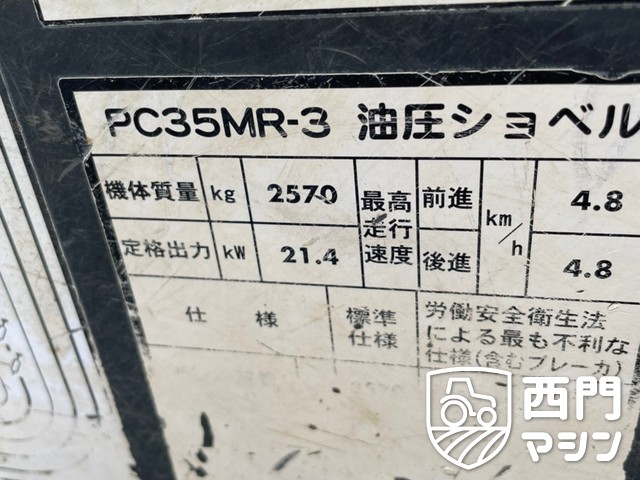 PC35MR-3 油圧ショベル
機体質量 kg 2570 最高走行速度 前進 km/h 4.8
定格出力 kW 21.4 後進 4.8
仕様 標準仕様 労働安全衛生法
による最も不利な
仕様(含むブレーカ)
西門
マシン